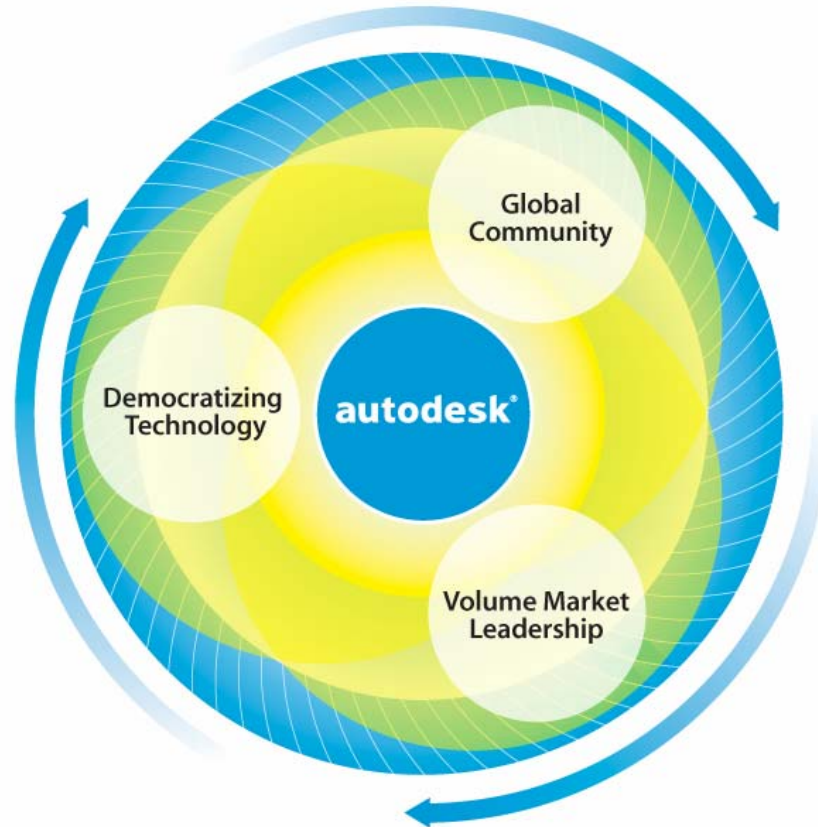 Global
Community
Democratizing
Technology
autodesk®
Volume Market
Leadership